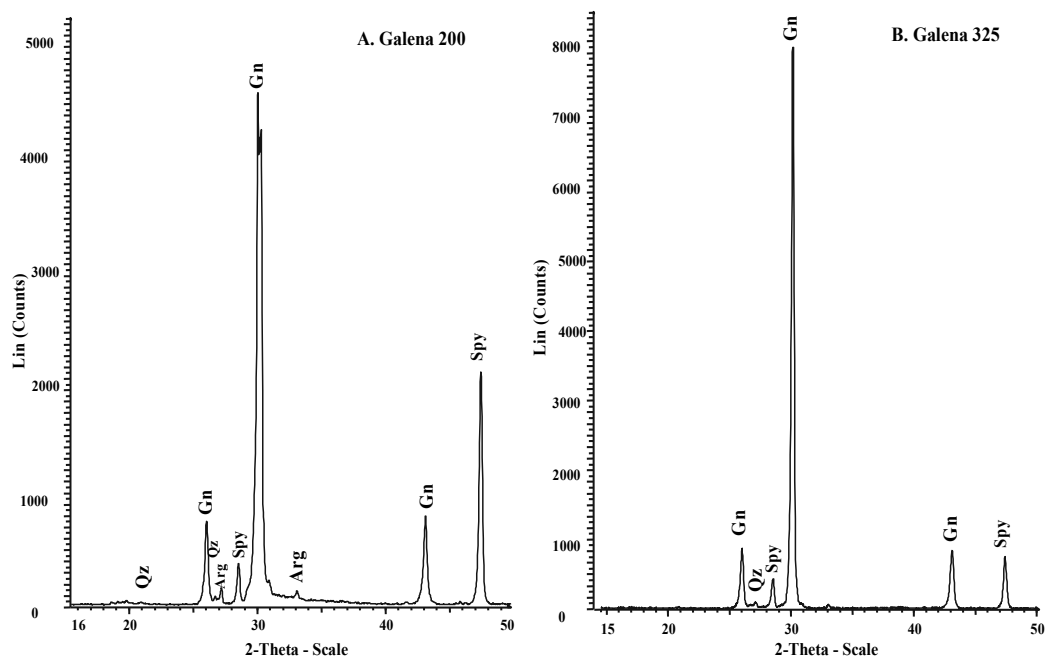 A. Galena 200
5000
4000
3000
2000
1000
0
Lin (Counts)
Qz
Gn
Qz
Arg
Spy
Gn
Arg
Gn
Spy
16 20 30 40 50
2-Theta - Scale
B. Galena 325
8000
7000
6000
5000
4000
3000
2000
1000
0
Lin (Counts)
Gn
Qz
Spy
Gn
Gn
Spy
15 20 30 40 50
2-Theta - Scale